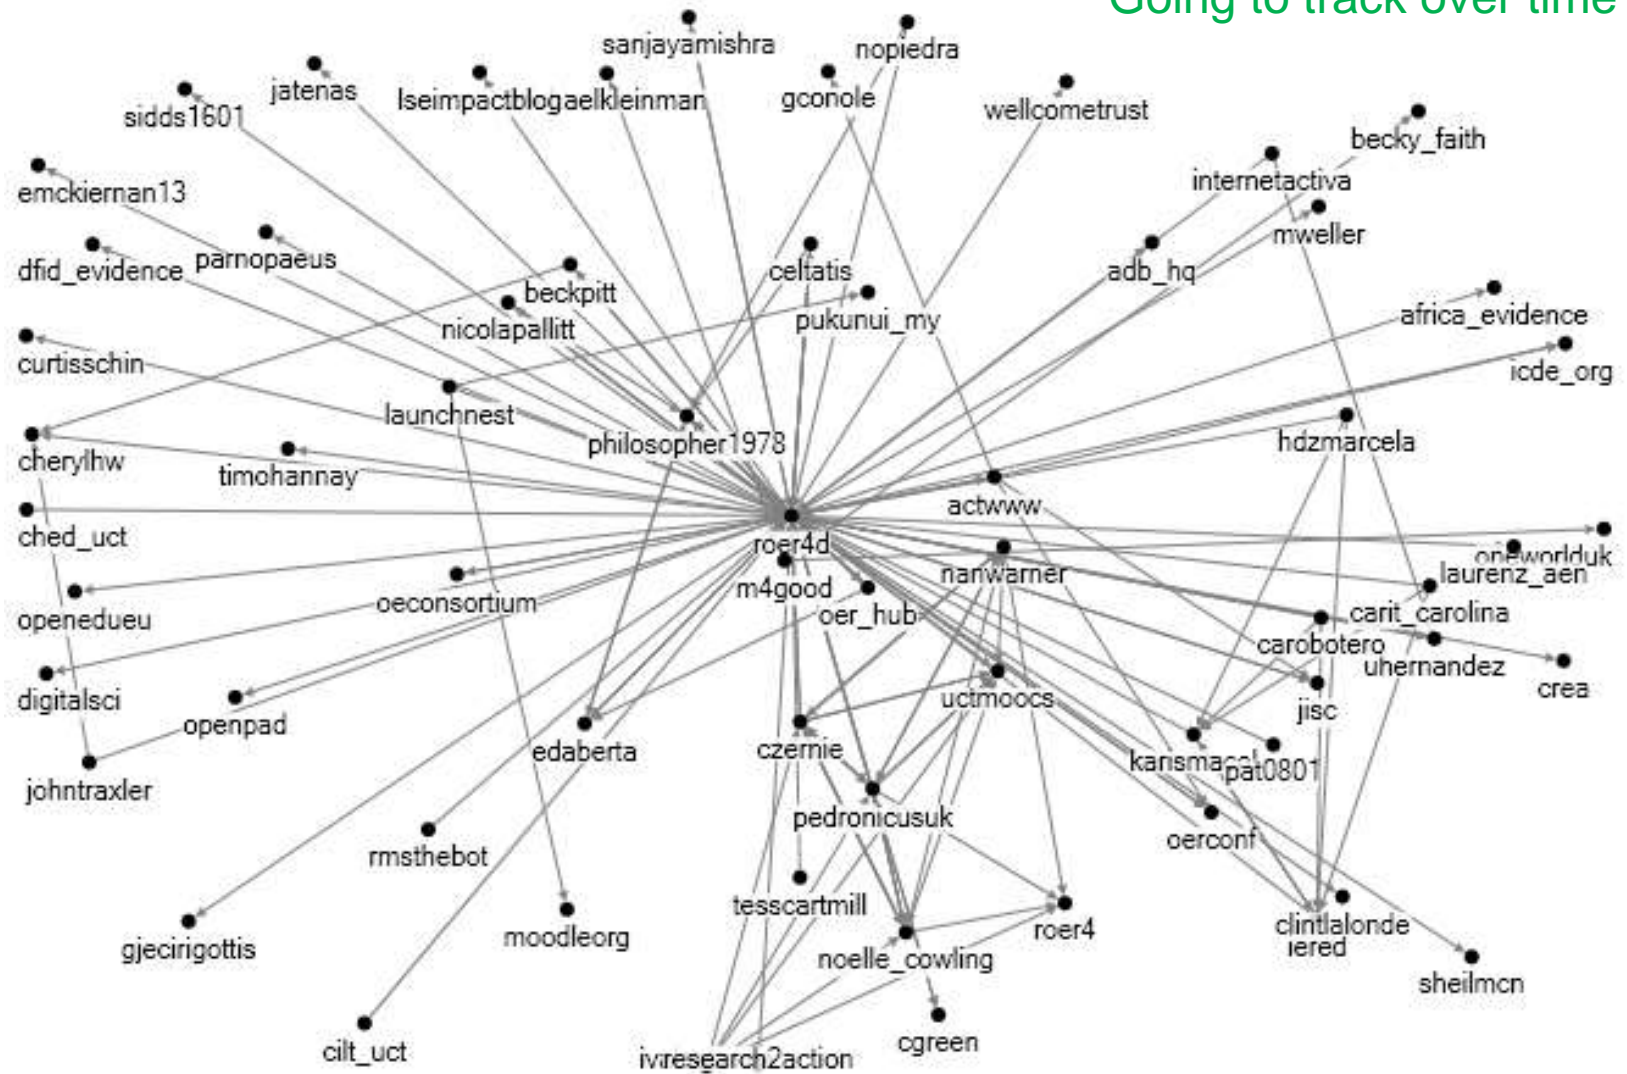 Going to track over time
sanjayamishra
nopiedra
jatenas
lseimpactblog
aelkleinman
gconole
wellcometrust
sidds1601
becky_faith
internetactiva
emckiernan13
mweller
dfid_evidence
parnopaeus
celtatis
adb_hq
beckpitt
nicolapallitt
pukunui_my
africa_evidence
curtisschin
icde_org
launchnest
philosopher1978
hdzmarcela
cherylhw
timohannay
actwww
ched_uct
roer4d
oneworlduk
nanwarner
laurenz_aen
m4good
oeconsortium
oer_hub
carit_carolina
openedueu
carobotero
uhernandez
crea
digitalsci
uctmoocs
jisc
openpad
edaberta
czernie
pat0801
johntraxler
pedronicusuk
oerconf
rmsthebot
tesscartmill
roer4
clintlalonde
moodleorg
gjecirigottis
noelle_cowling
sheilmcn
cgreen
cilt_uct
research2action